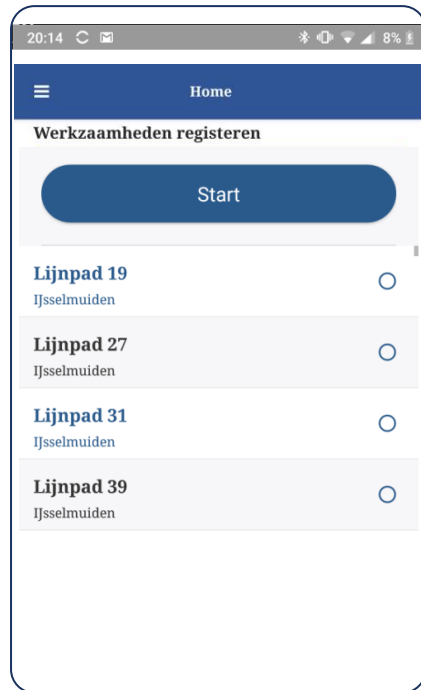 20:14 8%
Home
Werkzaamheden registeren
Start
Lijnpad 19
IJsselmuiden
Lijnpad 27
IJsselmuiden
Lijnpad 31
IJsselmuiden
Lijnpad 39
IJsselmuiden